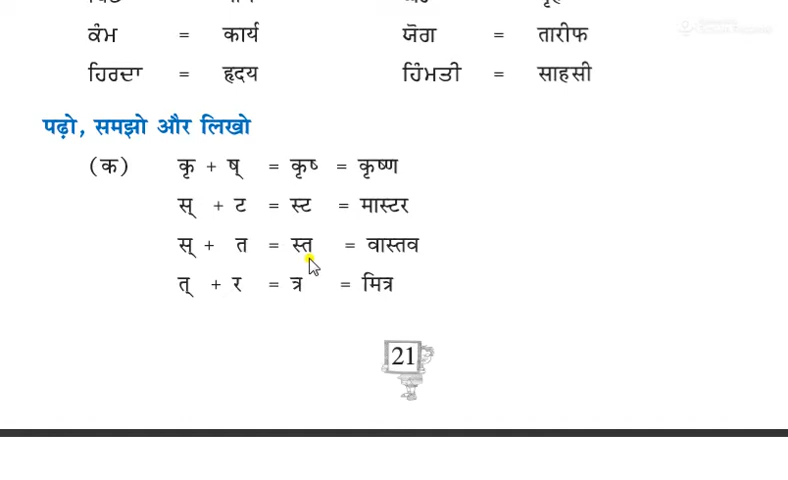 ਕੰਮ = कार्य ਯੋਗ = तारीफ
ਹਿਰਦਾ = हृदय ਹਿੰਮਤੀ = साहसी
पढ़ो, समझो और लिखो
(क) कृ + ष् = कृष् = कृष्ण
स् + ट = स्ट = मास्टर
स् + त = स्त = वास्तव
त् + र = त्र = मित्र
21